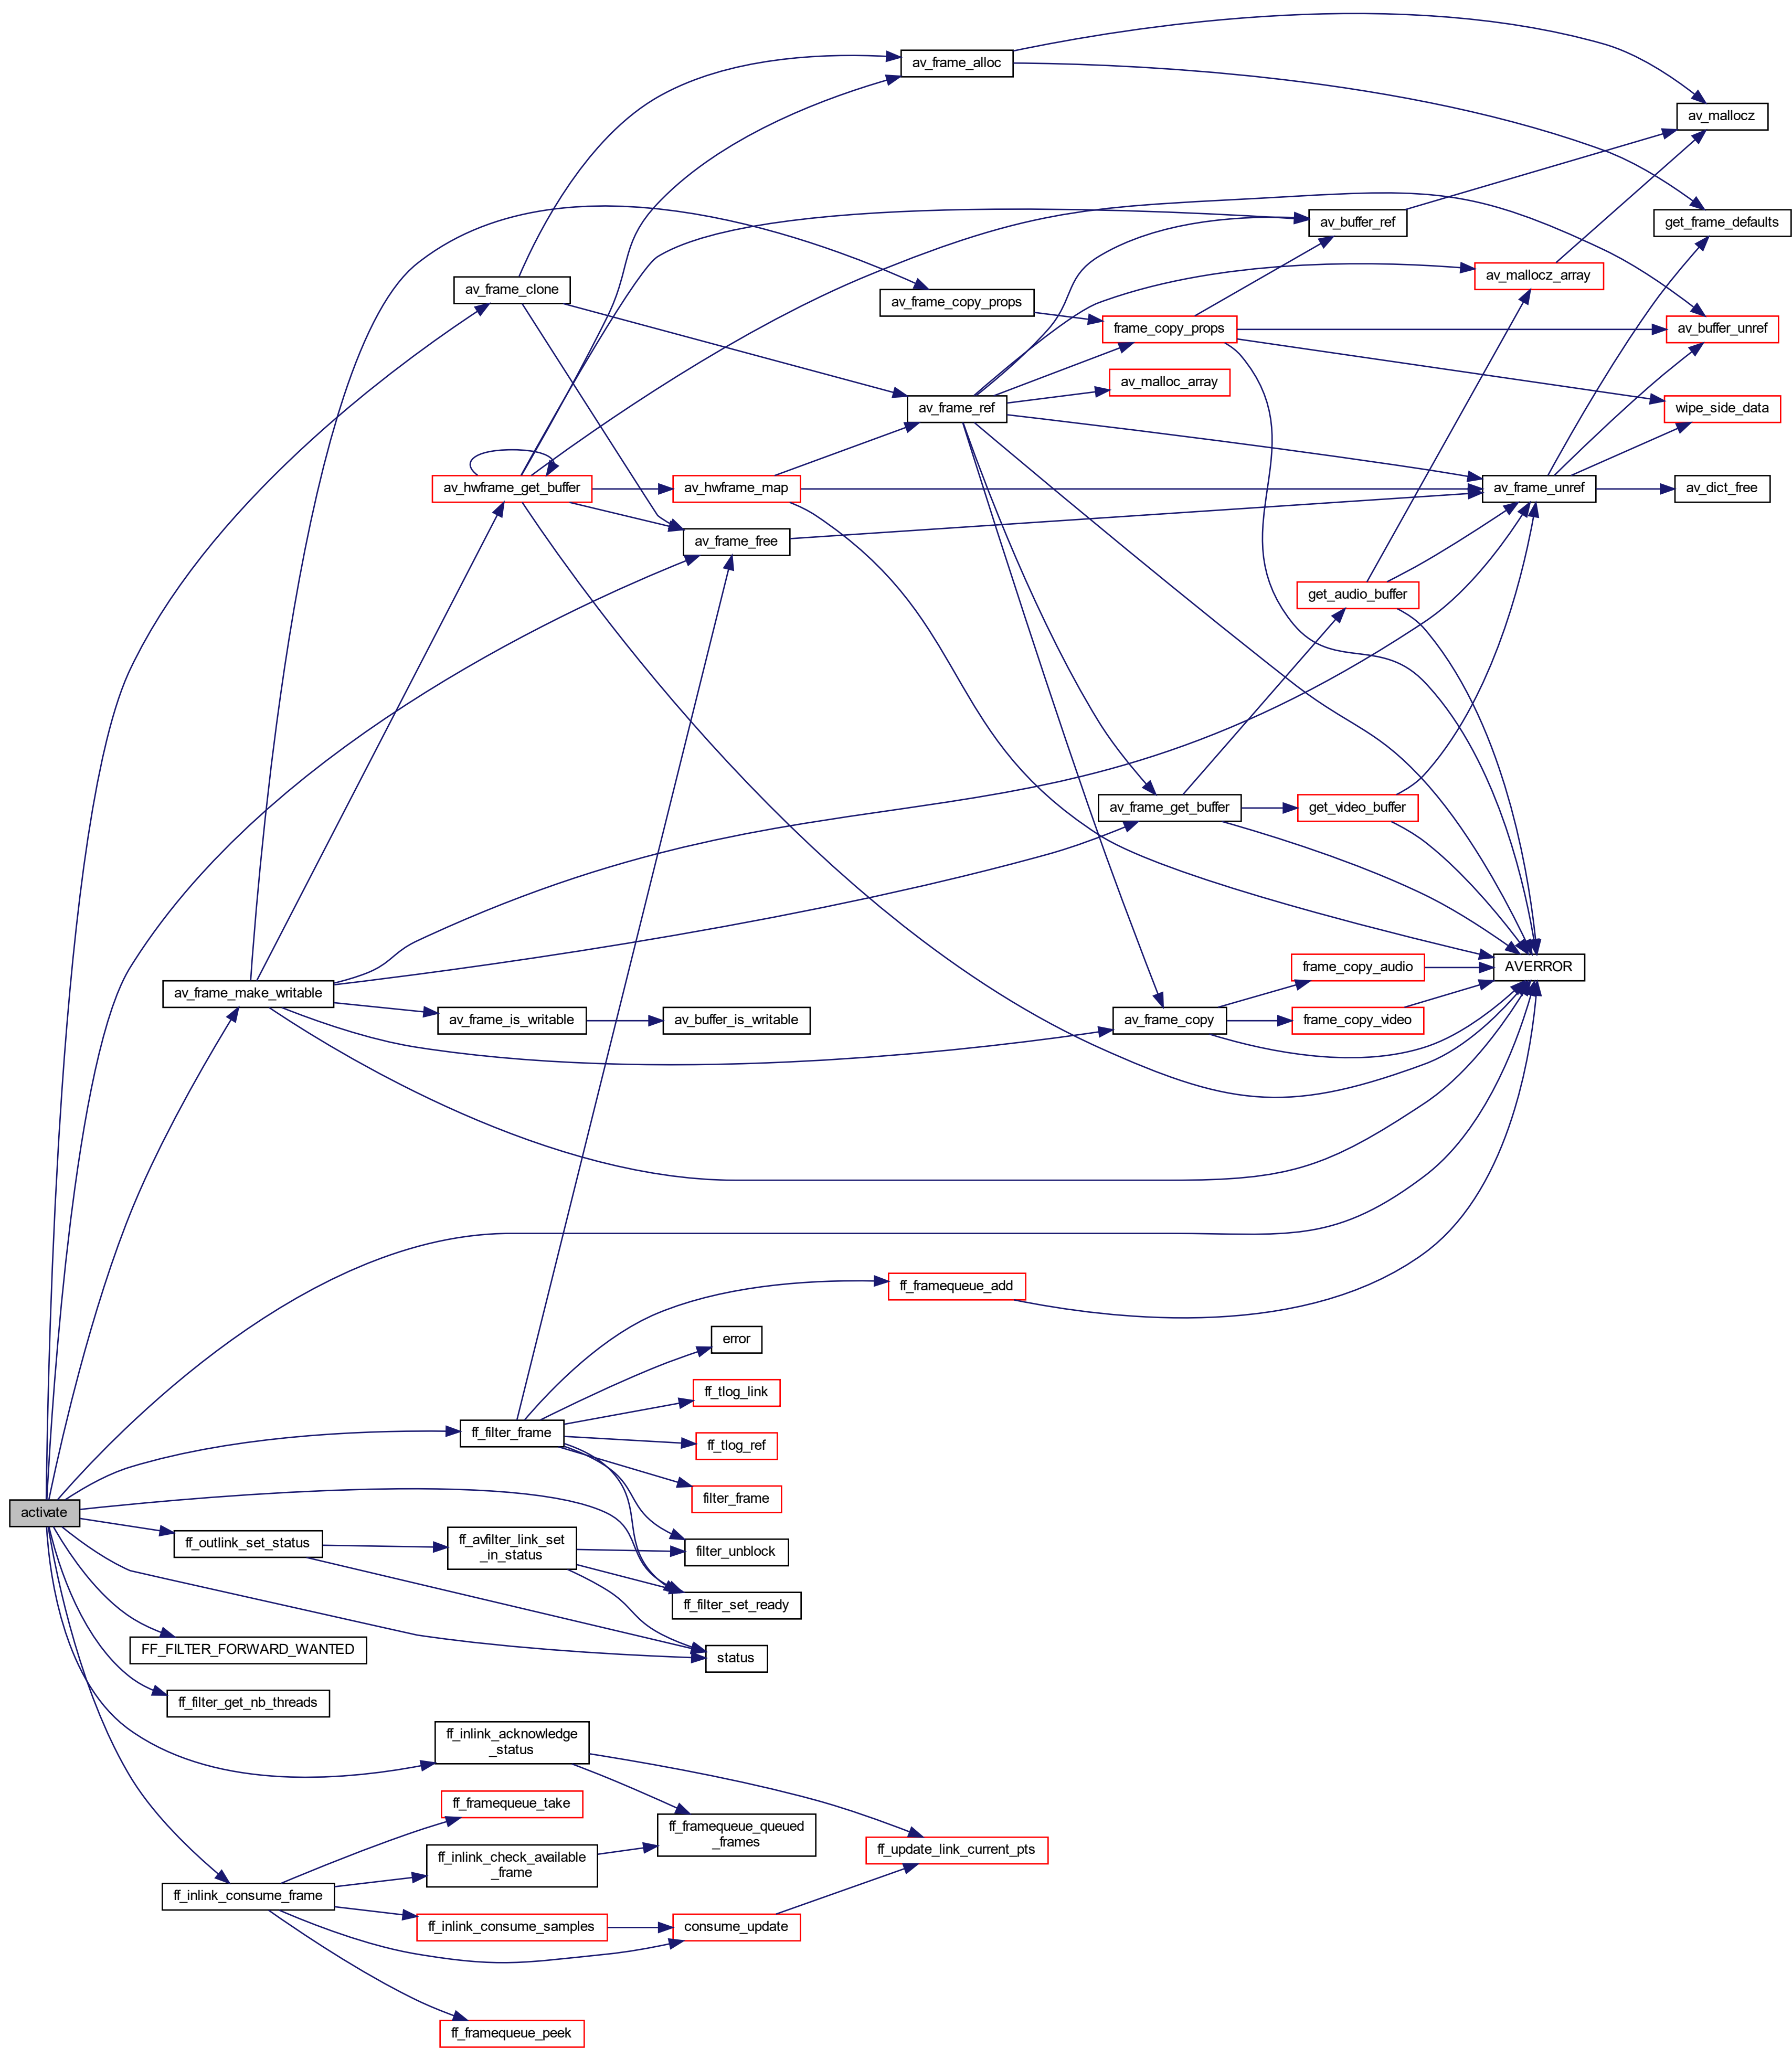 av_frame_alloc
av_mallocz
av_buffer_ref
get_frame_defaults
av_mallocz_array
av_frame_clone
av_frame_copy_props
frame_copy_props
av_buffer_unref
av_malloc_array
av_frame_ref
wipe_side_data
av_hwframe_get_buffer
av_hwframe_map
av_frame_unref
av_dict_free
av_frame_free
get_audio_buffer
av_frame_get_buffer
get_video_buffer
av_frame_make_writable
frame_copy_audio
AVERROR
av_frame_is_writable
av_buffer_is_writable
av_frame_copy
frame_copy_video
ff_framequeue_add
error
ff_tlog_link
ff_filter_frame
ff_tlog_ref
filter_frame
activate
ff_outlink_set_status
ff_avfilter_link_set
_in_status
filter_unblock
ff_filter_set_ready
FF_FILTER_FORWARD_WANTED
status
ff_filter_get_nb_threads
ff_inlink_acknowledge
_status
ff_framequeue_take
ff_framequeue_queued
_frames
ff_inlink_check_available
_frame
ff_update_link_current_pts
ff_inlink_consume_frame
ff_inlink_consume_samples
consume_update
ff_framequeue_peek